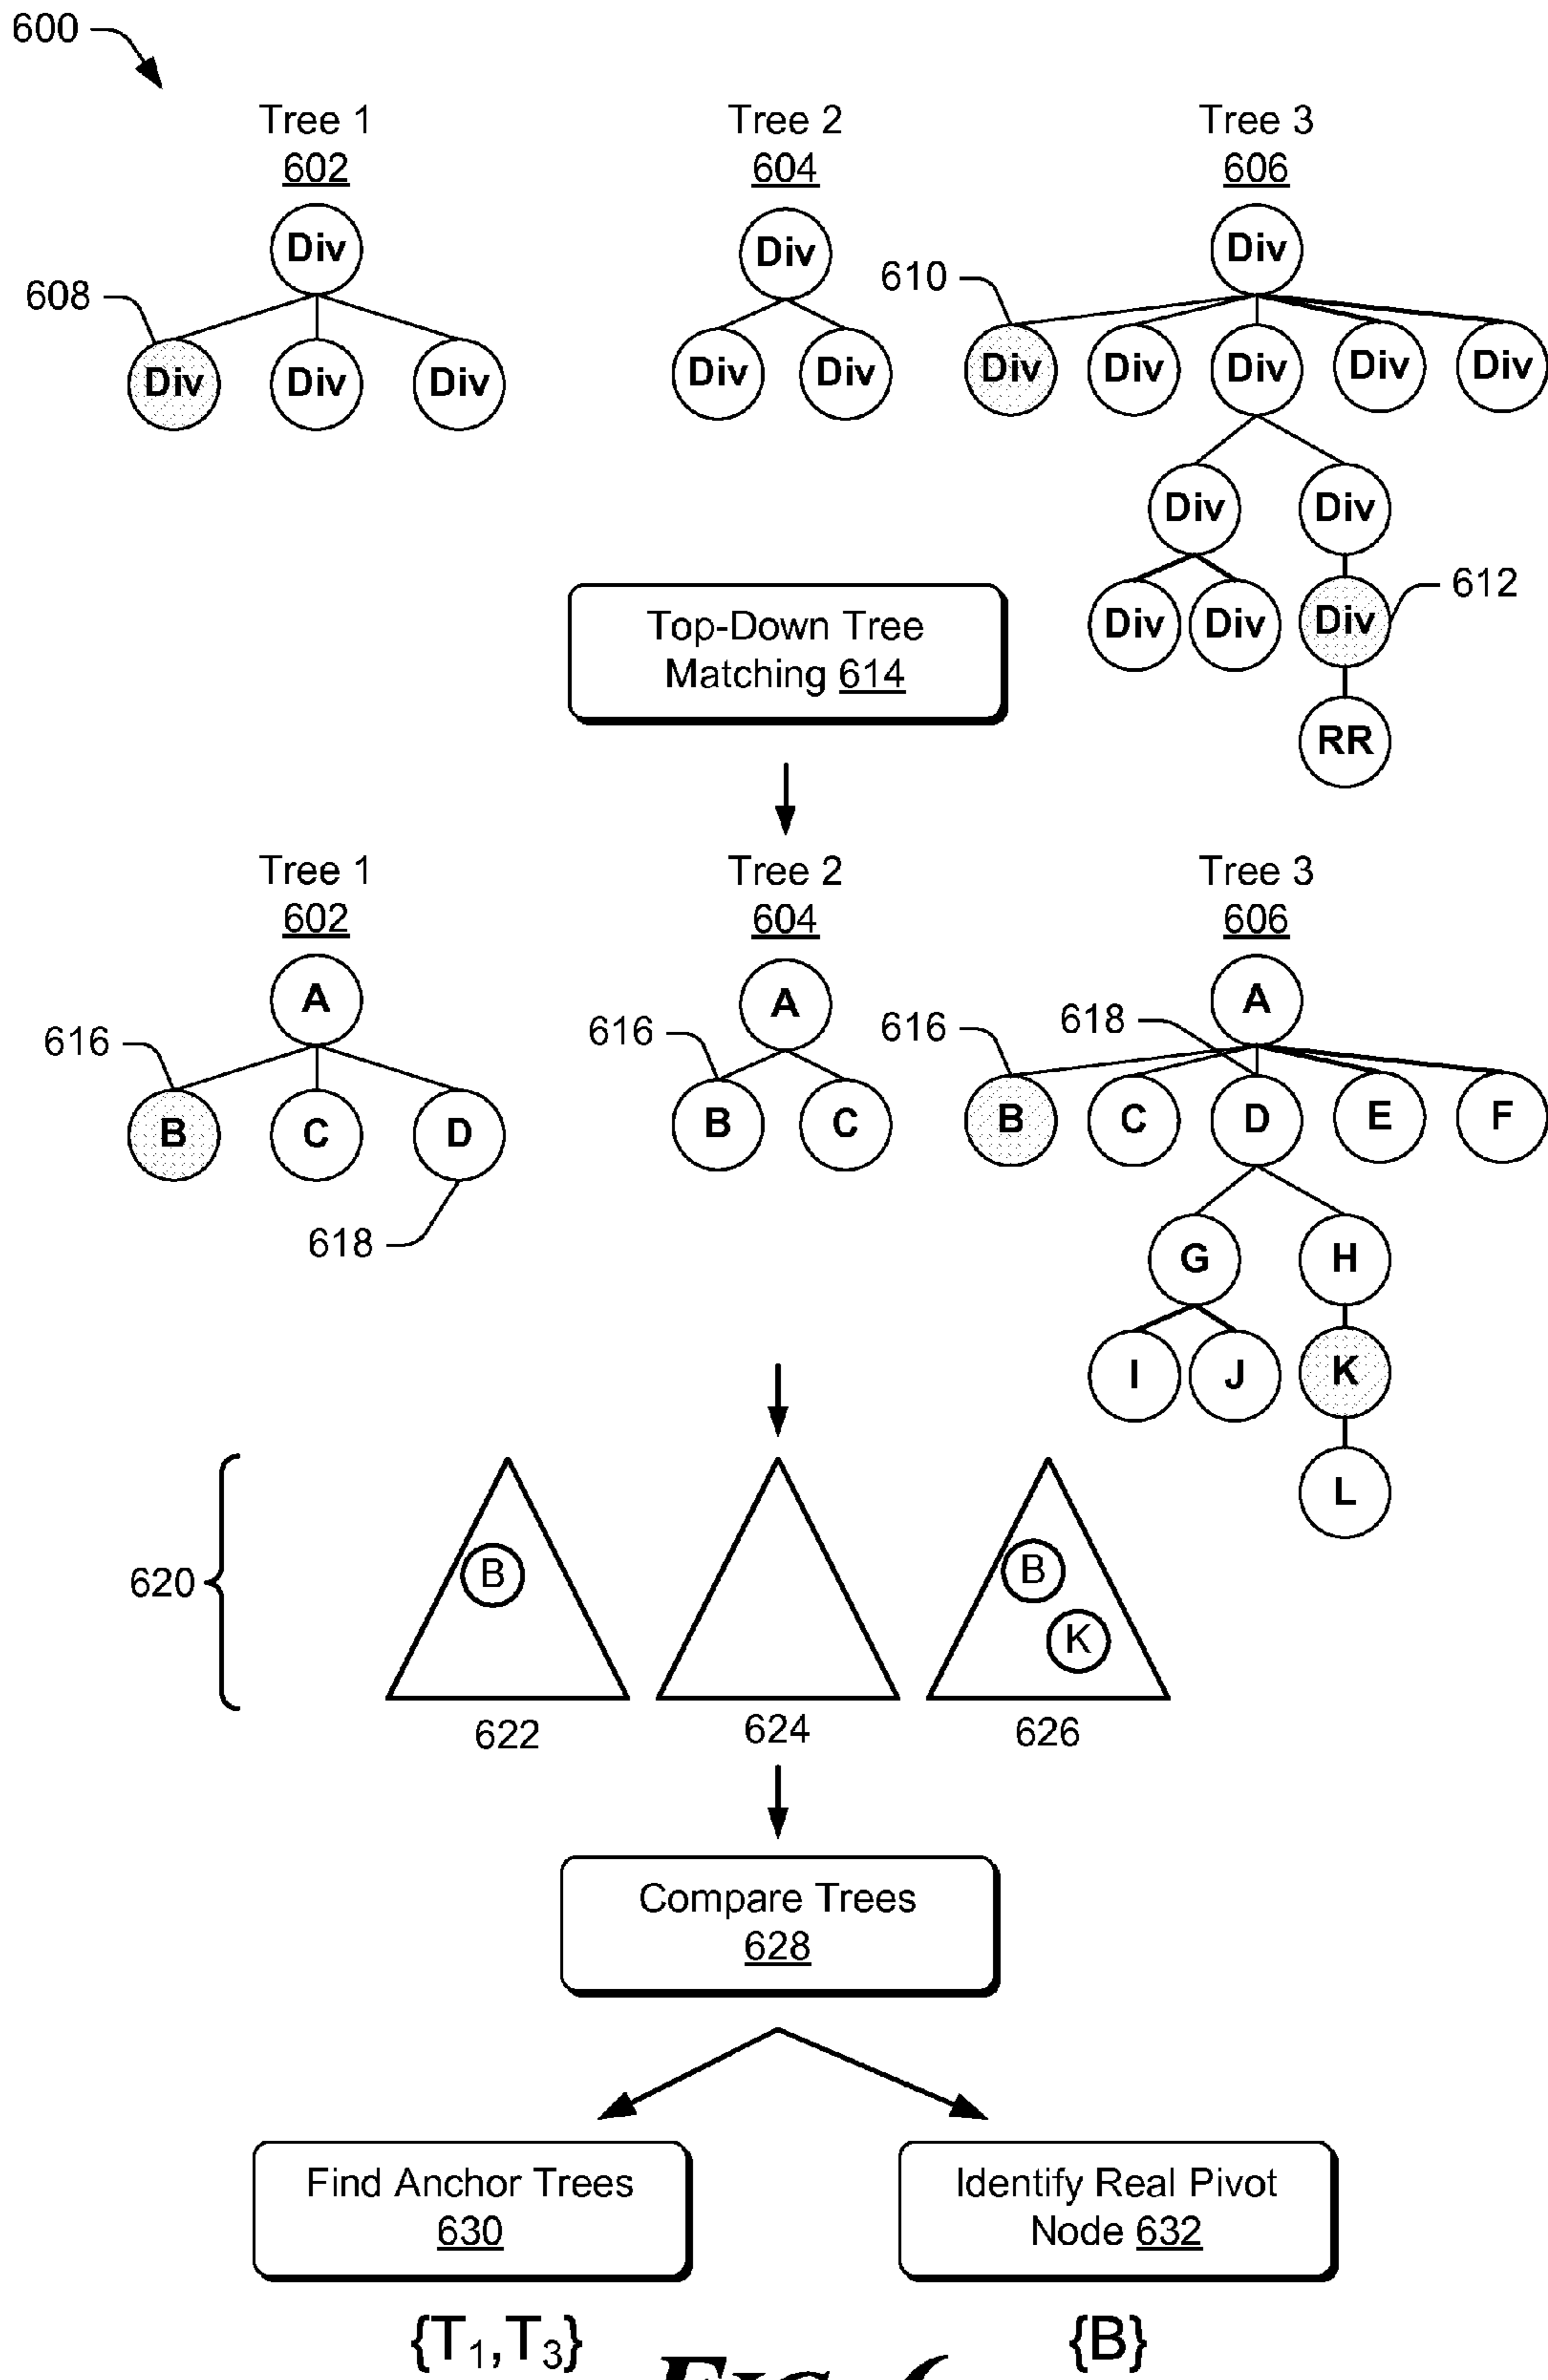 600
Tree 1
602
Tree 2
604
Tree 3
606
Div
Div
Div
608
610
Div
Div
Div
Div
Div
Div
Div
Div
Div
Div
Div
Div
612
Div
Div
Div
Top-Down Tree
Matching 614
RR
Tree 1
602
Tree 2
604
Tree 3
606
A
A
A
616
616
616
618
B
C
D
B
C
B
C
D
E
F
618
G
H
I
J
K
L
620
B
B
K
622
624
626
Compare Trees
628
Find Anchor Trees
630
Identify Real Pivot
Node 632
{T1,T3}
{B}